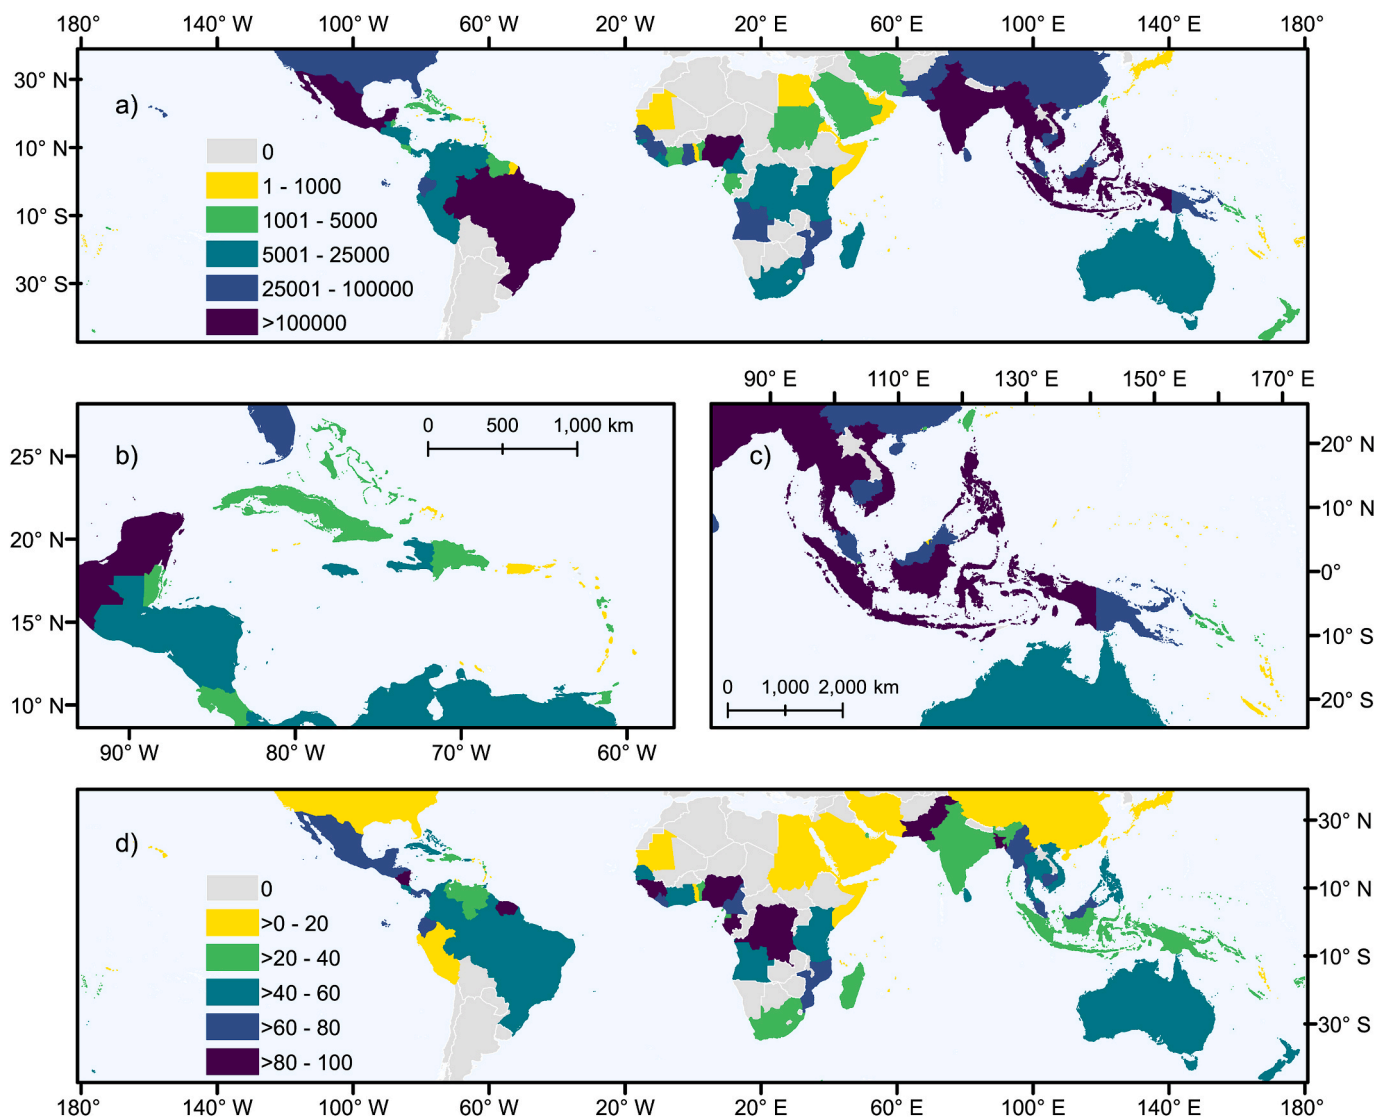 180° 140° W 100° W 60° W 20° W 20° E 60° E 100° E 140° E 180°
30° N
10° N
10° S
30° S
a)
0
1 - 1000
1001 - 5000
5001 - 25000
25001 - 100000
>100000
90° E 110° E 130° E 150° E 170° E
b)
0 500 1,000 km
25° N
20° N
15° N
10° N
90° W 80° W 70° W 60° W
c)
20° N
10° N
0°
10° S
20° S
0 1,000 2,000 km
d)
0
>0 - 20
>20 - 40
>40 - 60
>60 - 80
>80 - 100
30° N
10° N
10° S
30° S
180° 140° W 100° W 60° W 20° W 20° E 60° E 100° E 140° E 180°